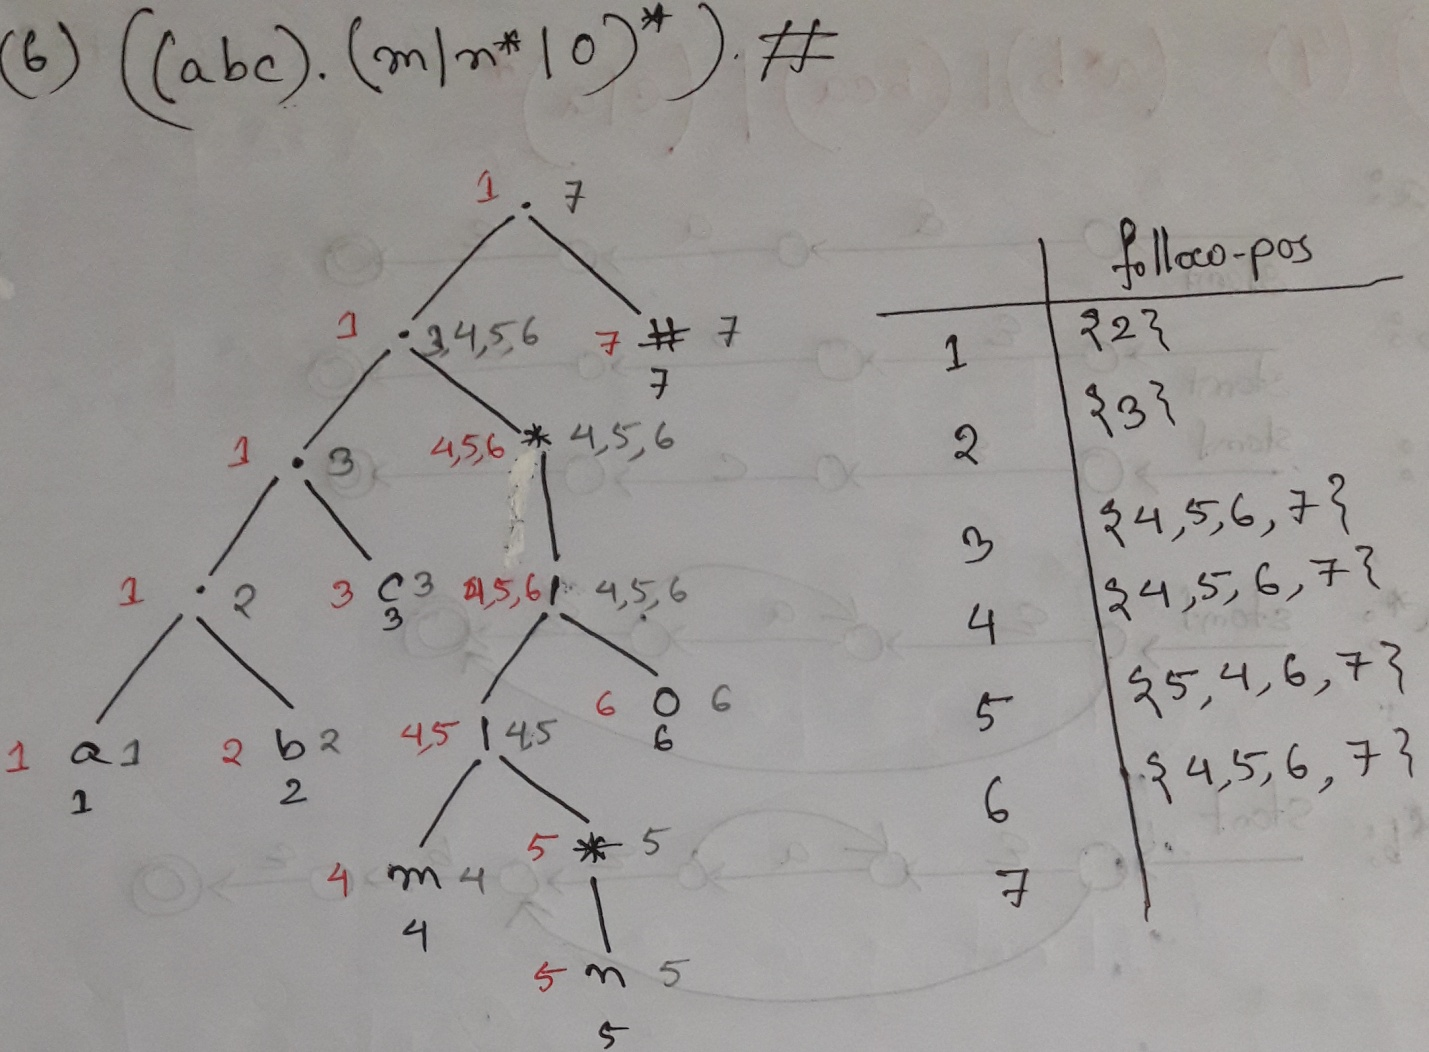 (6) ((abc).(m|n*|0)*).#
1 . 7
1 . 3,4,5,6 7 # 7
7
1 . 3 4,5,6 * 4,5,6
1 . 2 3 c 3 4,5,6 | 4,5,6
3
6 0 6
6
1 a 1 2 b 2 4,5 | 4,5
1 2
4 m 4 5 * 5
4
5 n 5
5
follow-pos
1 {2}
2 {3}
3 {4,5,6,7}
4 {4,5,6,7}
5 {5,4,6,7}
6 {4,5,6,7}
7